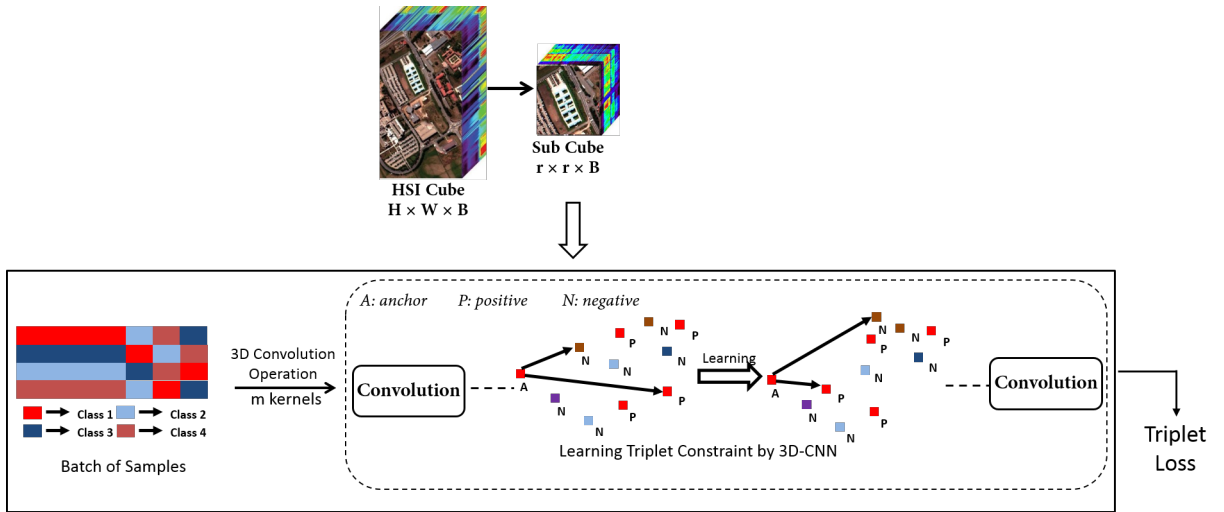 HSI Cube
H × W × B
Sub Cube
r × r × B
A: anchor P: positive N: negative
3D Convolution
Operation
m kernels
Class 1 Class 2
Class 3 Class 4
Batch of Samples
Convolution
A
N
N
N
N
N
N
P
P
P
P
Learning
A
N
N
N
N
N
N
P
P
P
P
Learning Triplet Constraint by 3D-CNN
Convolution
Triplet
Loss